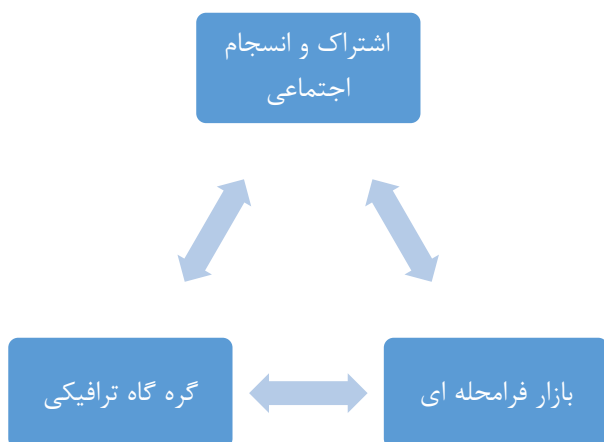 اشتراک و انسجام
اجتماعی
بازار فرامحله ای
گره گاه ترافیکی